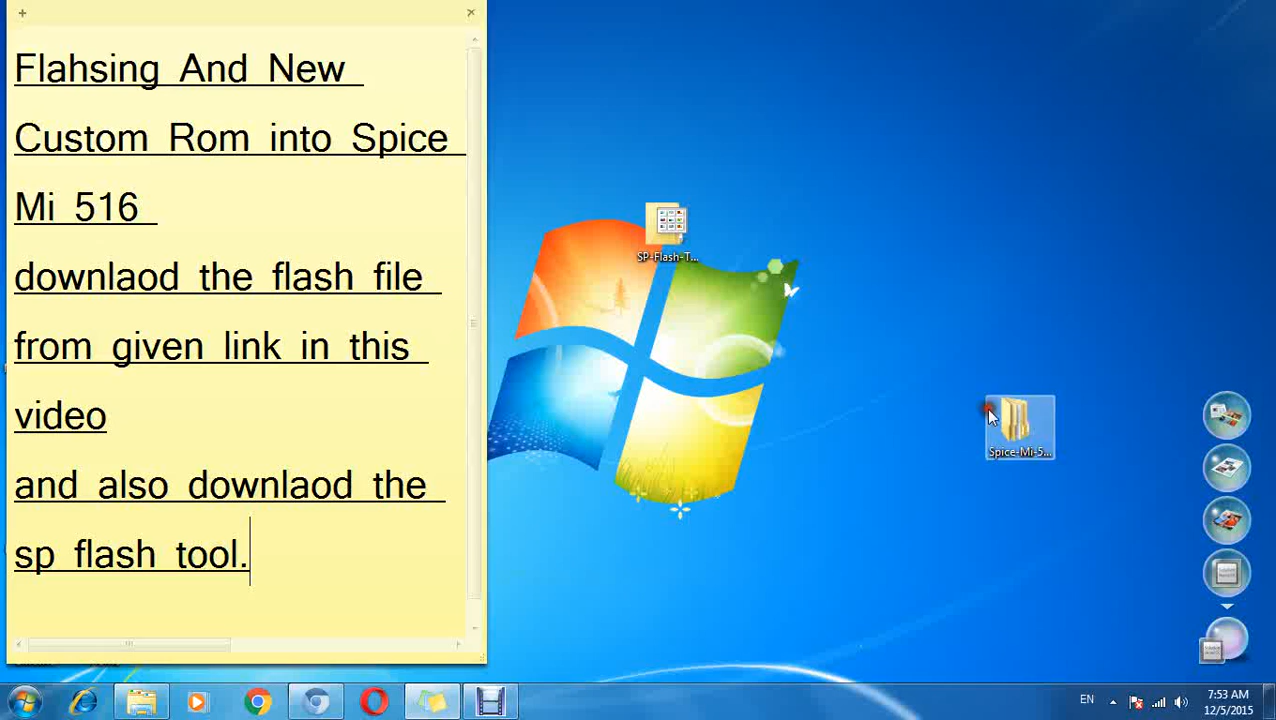 Flahsing And New
Custom Rom into Spice
Mi 516
downlaod the flash file
from given link in this
video
and also downlaod the
sp flash tool.
SP-Flash-T...
Spice-Mi-5...
EN
7:53 AM
12/5/2015